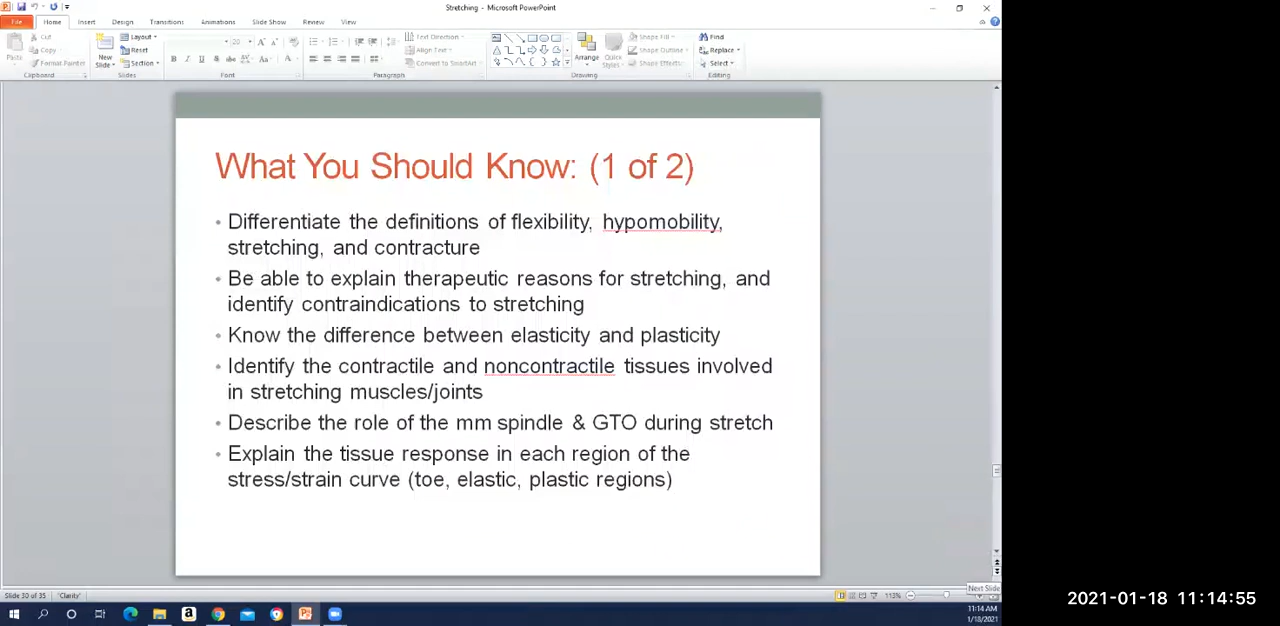 Stretching - Microsoft PowerPoint
File Home Insert Design Transitions Animations Slide Show Review View
Cut Layout Text Direction Shape Fill Find
Paste Copy New Slide Reset Align Text Arrange Quick Styles Shape Outline Replace
Format Painter Section Convert to SmartArt Shape Effects Select
Clipboard Slides Font Paragraph Drawing Editing
What You Should Know: (1 of 2)
• Differentiate the definitions of flexibility, hypomobility,
stretching, and contracture
• Be able to explain therapeutic reasons for stretching, and
identify contraindications to stretching
• Know the difference between elasticity and plasticity
• Identify the contractile and noncontractile tissues involved
in stretching muscles/joints
• Describe the role of the mm spindle & GTO during stretch
• Explain the tissue response in each region of the
stress/strain curve (toe, elastic, plastic regions)
Next Slide
Slide 30 of 35 "Clarity" 113%
11:14 AM
1/18/2021
2021-01-18 11:14:55